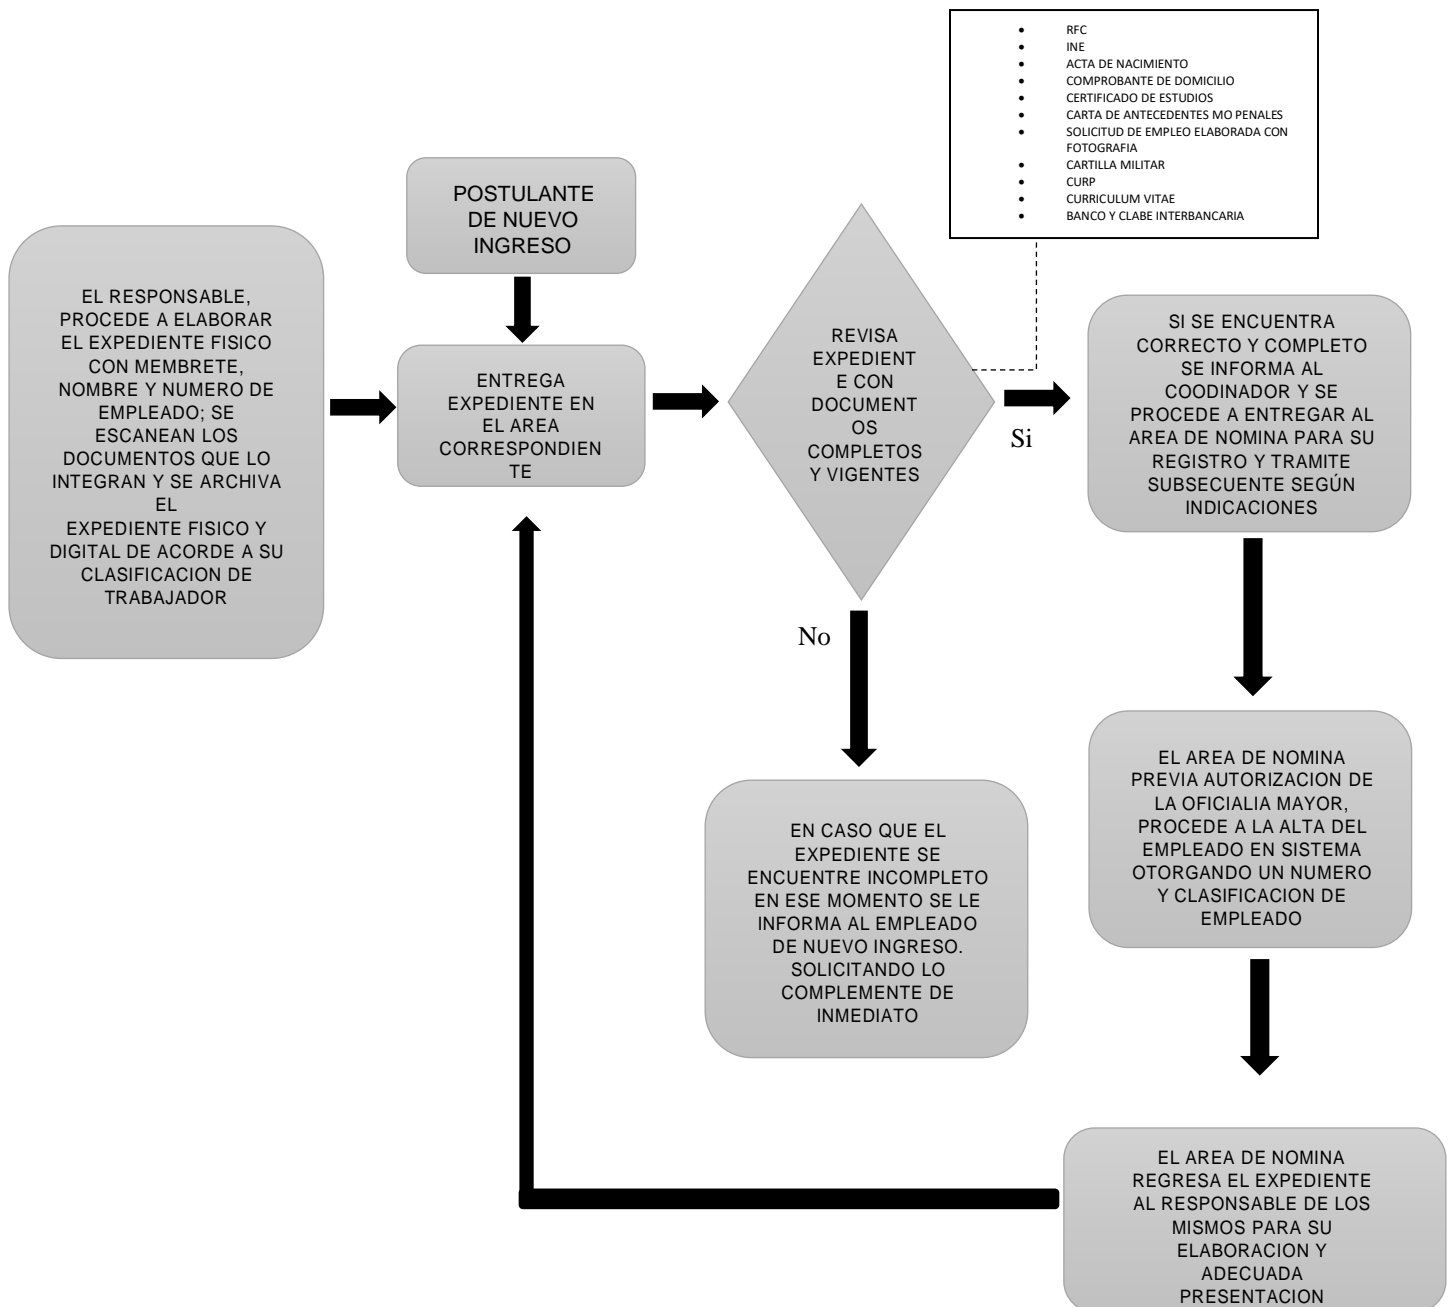 RFC
INE
ACTA DE NACIMIENTO
COMPROBANTE DE DOMICILIO
CERTIFICADO DE ESTUDIOS
CARTA DE ANTECEDENTES MO PENALES
SOLICITUD DE EMPLEO ELABORADA CON
FOTOGRAFIA
CARTILLA MILITAR
CURP
CURRICULUM VITAE
BANCO Y CLABE INTERBANCARIA
POSTULANTE
DE NUEVO
INGRESO
EL RESPONSABLE,
PROCEDE A ELABORAR
EL EXPEDIENTE FISICO
CON MEMBRETE,
NOMBRE Y NUMERO DE
EMPLEADO; SE
ESCANEAN LOS
DOCUMENTOS QUE LO
INTEGRAN Y SE ARCHIVA
EL
EXPEDIENTE FISICO Y
DIGITAL DE ACORDE A SU
CLASIFICACION DE
TRABAJADOR
ENTREGA
EXPEDIENTE EN
EL AREA
CORRESPONDIEN
TE
REVISA
EXPEDIENT
E CON
DOCUMENT
OS
COMPLETOS
Y VIGENTES
Si
SI SE ENCUENTRA
CORRECTO Y COMPLETO
SE INFORMA AL
COODINADOR Y SE
PROCEDE A ENTREGAR AL
AREA DE NOMINA PARA SU
REGISTRO Y TRAMITE
SUBSECUENTE SEGÚN
INDICACIONES
No
EN CASO QUE EL
EXPEDIENTE SE
ENCUENTRE INCOMPLETO
EN ESE MOMENTO SE LE
INFORMA AL EMPLEADO
DE NUEVO INGRESO.
SOLICITANDO LO
COMPLEMENTE DE
INMEDIATO
EL AREA DE NOMINA
PREVIA AUTORIZACION DE
LA OFICIALIA MAYOR,
PROCEDE A LA ALTA DEL
EMPLEADO EN SISTEMA
OTORGANDO UN NUMERO
Y CLASIFICACION DE
EMPLEADO
EL AREA DE NOMINA
REGRESA EL EXPEDIENTE
AL RESPONSABLE DE LOS
MISMOS PARA SU
ELABORACION Y
ADECUADA
PRESENTACION